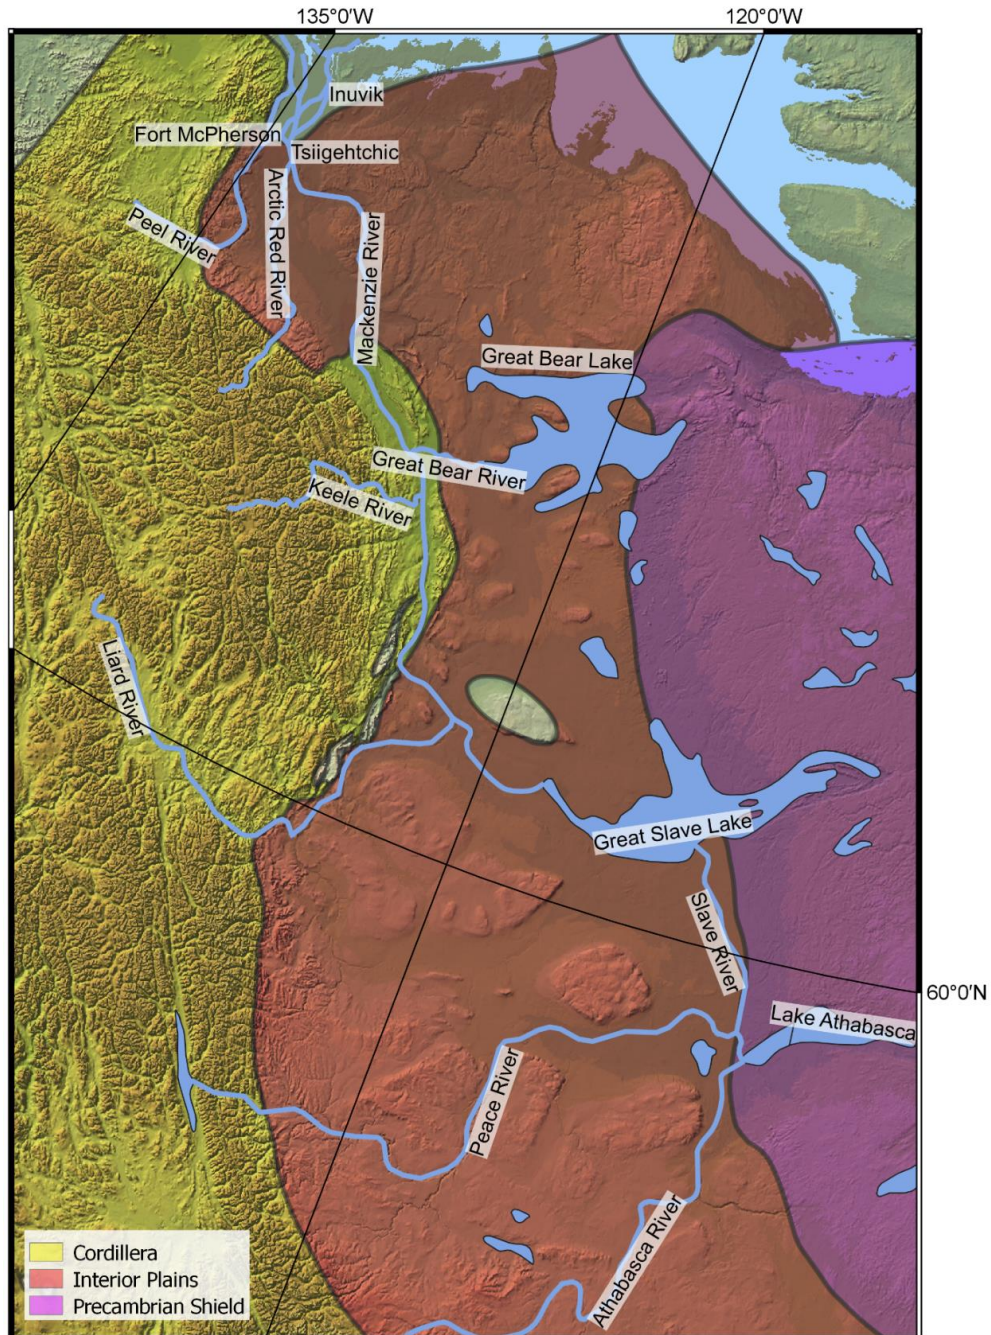 135°0'W
120°0'W
Inuvik
Fort McPherson
Tsiigehtchic
Arctic Red River
Peel River
Mackenzie River
Great Bear Lake
Great Bear River
Keele River
Liard River
Great Slave Lake
Slave River
60°0'N
Lake Athabasca
Peace River
Athabasca River
Cordillera
Interior Plains
Precambrian Shield